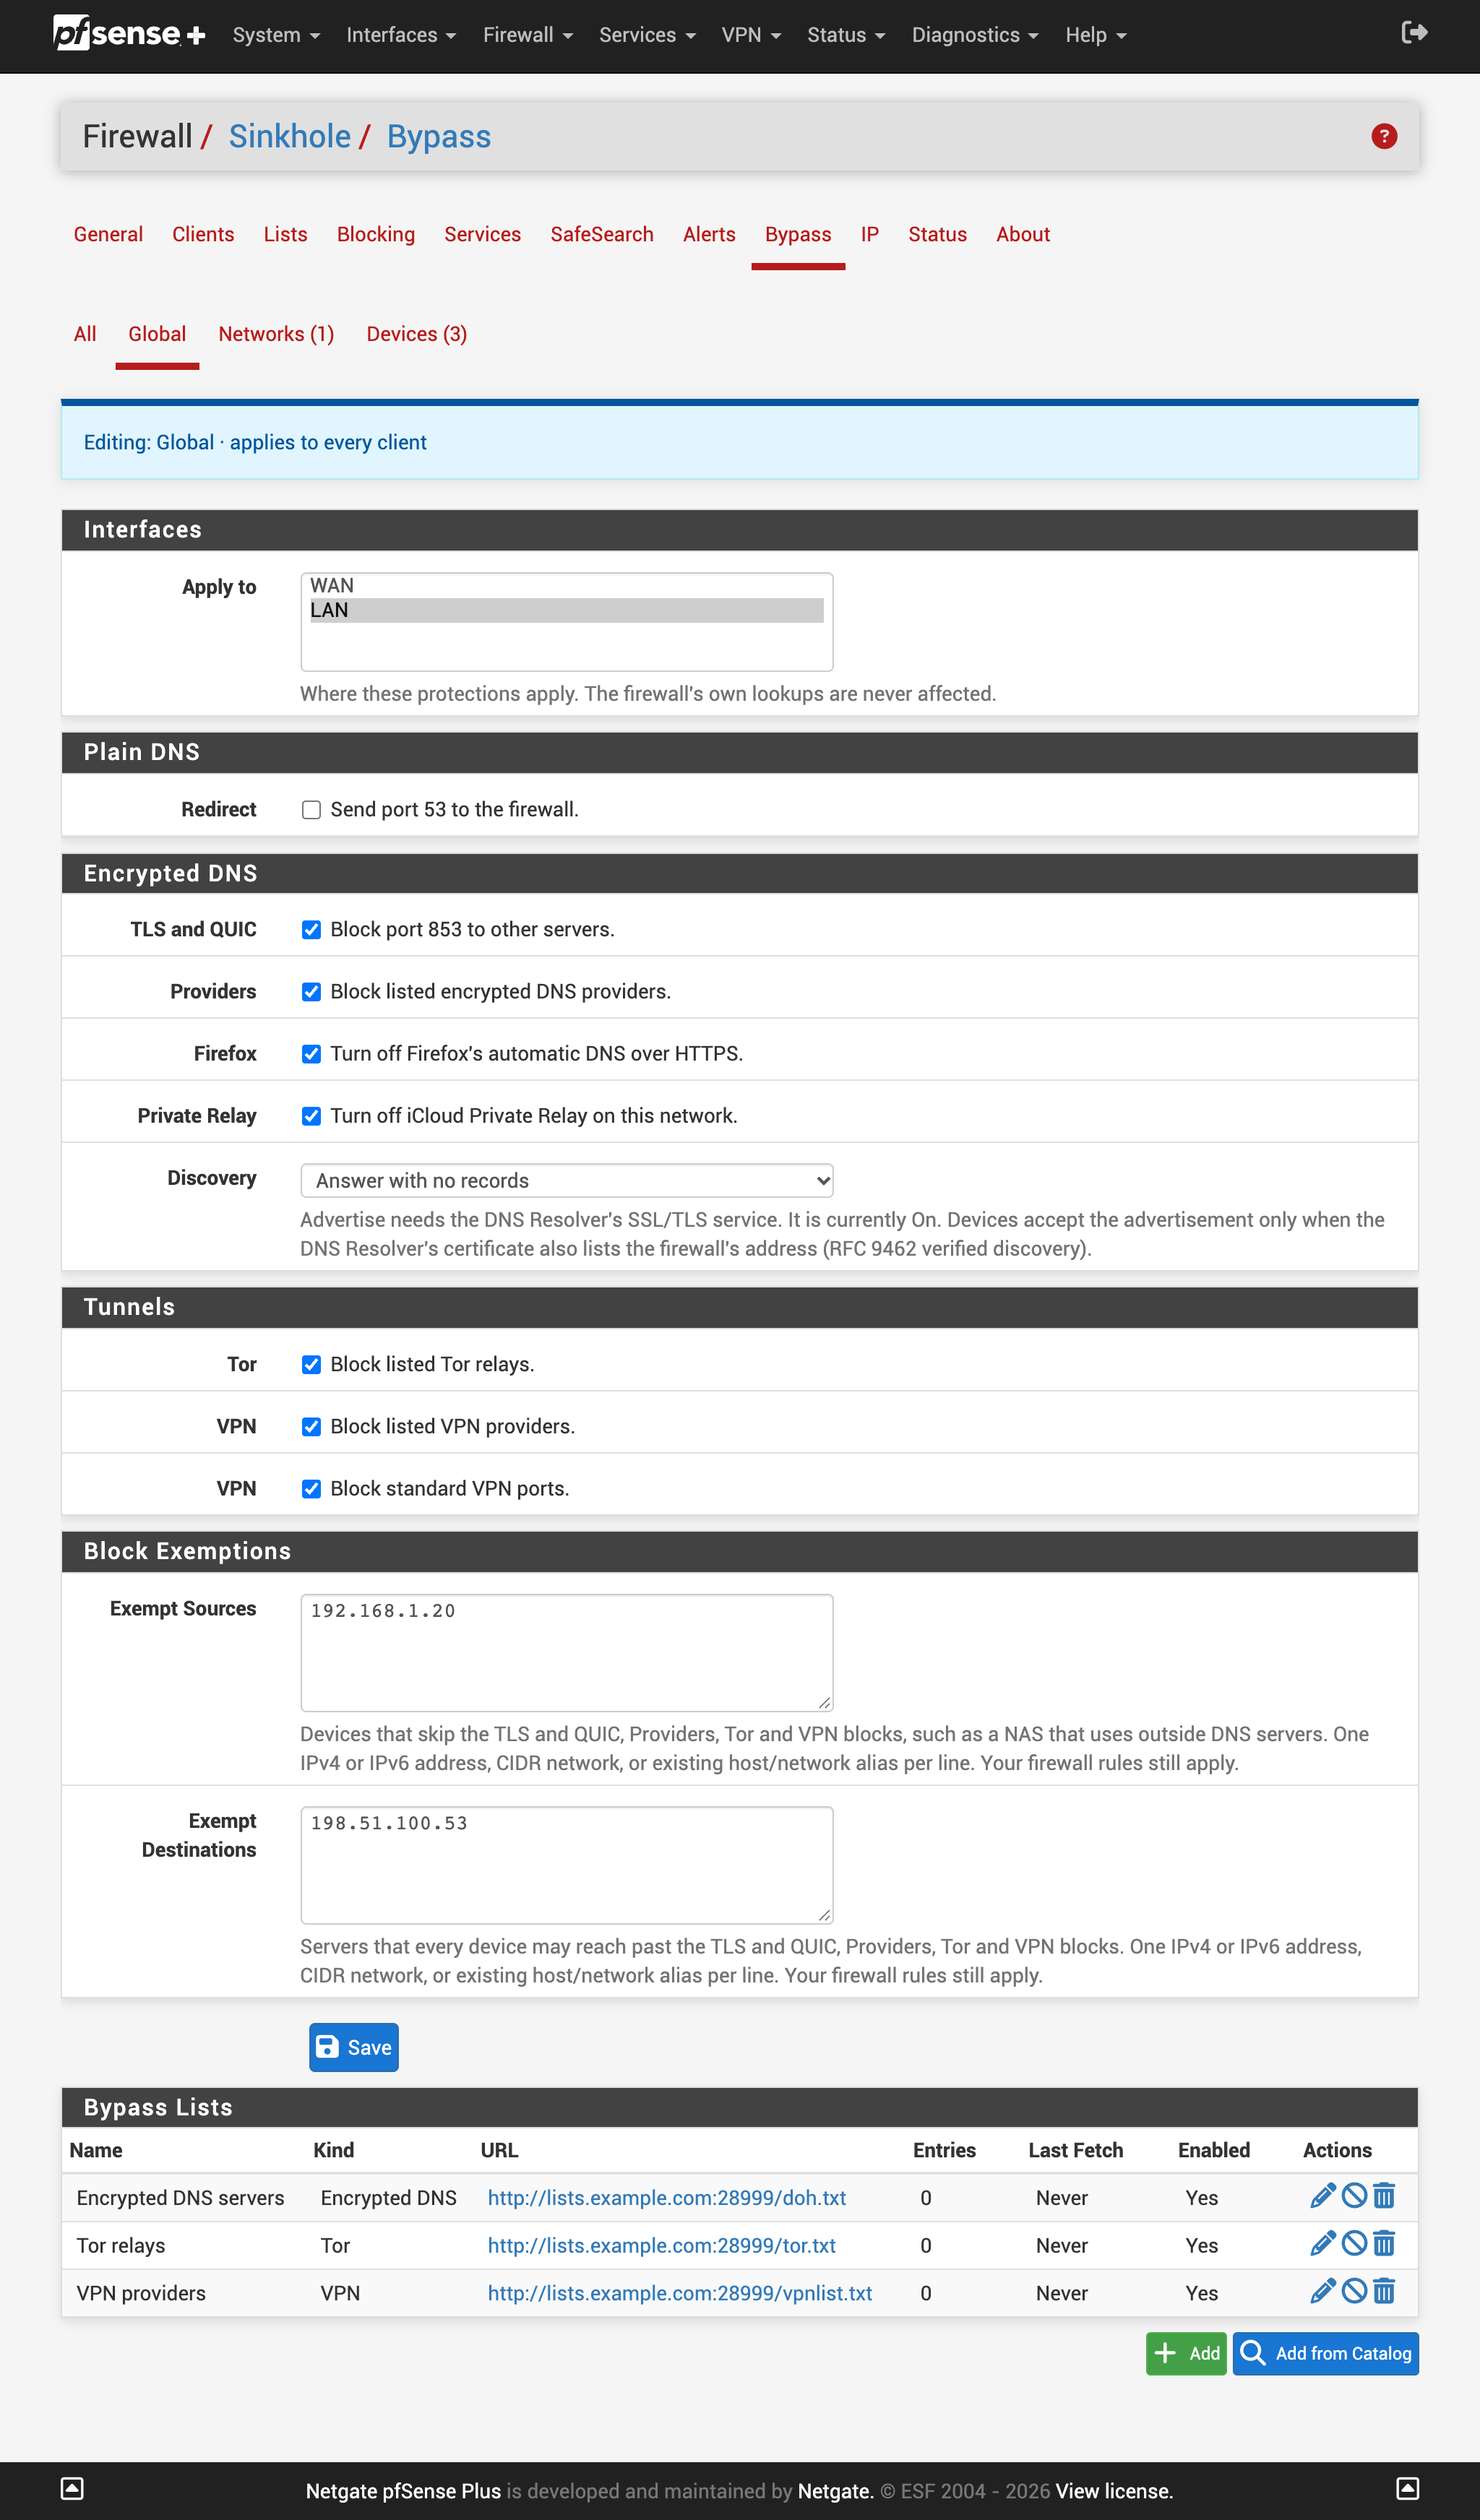 pfsense +
System Interfaces Firewall Services VPN Status Diagnostics Help
Firewall / Sinkhole / Bypass
?
General Clients Lists Blocking Services SafeSearch Alerts Bypass IP Status About
All Global Networks (1) Devices (3)
Editing: Global · applies to every client
Interfaces
Apply to
WAN
LAN
Where these protections apply. The firewall's own lookups are never affected.
Plain DNS
Redirect Send port 53 to the firewall.
Encrypted DNS
TLS and QUIC Block port 853 to other servers.
Providers Block listed encrypted DNS providers.
Firefox Turn off Firefox's automatic DNS over HTTPS.
Private Relay Turn off iCloud Private Relay on this network.
Discovery Answer with no records
Advertise needs the DNS Resolver's SSL/TLS service. It is currently On. Devices accept the advertisement only when the
DNS Resolver's certificate also lists the firewall's address (RFC 9462 verified discovery).
Tunnels
Tor Block listed Tor relays.
VPN Block listed VPN providers.
VPN Block standard VPN ports.
Block Exemptions
Exempt Sources 192.168.1.20
Devices that skip the TLS and QUIC, Providers, Tor and VPN blocks, such as a NAS that uses outside DNS servers. One
IPv4 or IPv6 address, CIDR network, or existing host/network alias per line. Your firewall rules still apply.
Exempt
Destinations
198.51.100.53
Servers that every device may reach past the TLS and QUIC, Providers, Tor and VPN blocks. One IPv4 or IPv6 address,
CIDR network, or existing host/network alias per line. Your firewall rules still apply.
Save
Bypass Lists
Name Kind URL Entries Last Fetch Enabled Actions
Encrypted DNS servers Encrypted DNS http://lists.example.com:28999/doh.txt 0 Never Yes
Tor relays Tor http://lists.example.com:28999/tor.txt 0 Never Yes
VPN providers VPN http://lists.example.com:28999/vpnlist.txt 0 Never Yes
Add Add from Catalog
Netgate pfSense Plus is developed and maintained by Netgate. © ESF 2004 - 2026 View license.